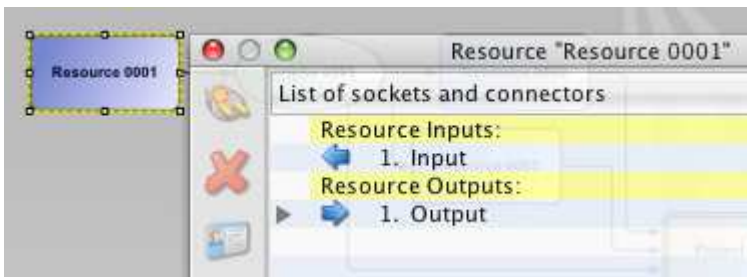 Resource 0001
Resource "Resource 0001"
List of sockets and connectors
Resource Inputs:
1. Input
Resource Outputs:
1. Output